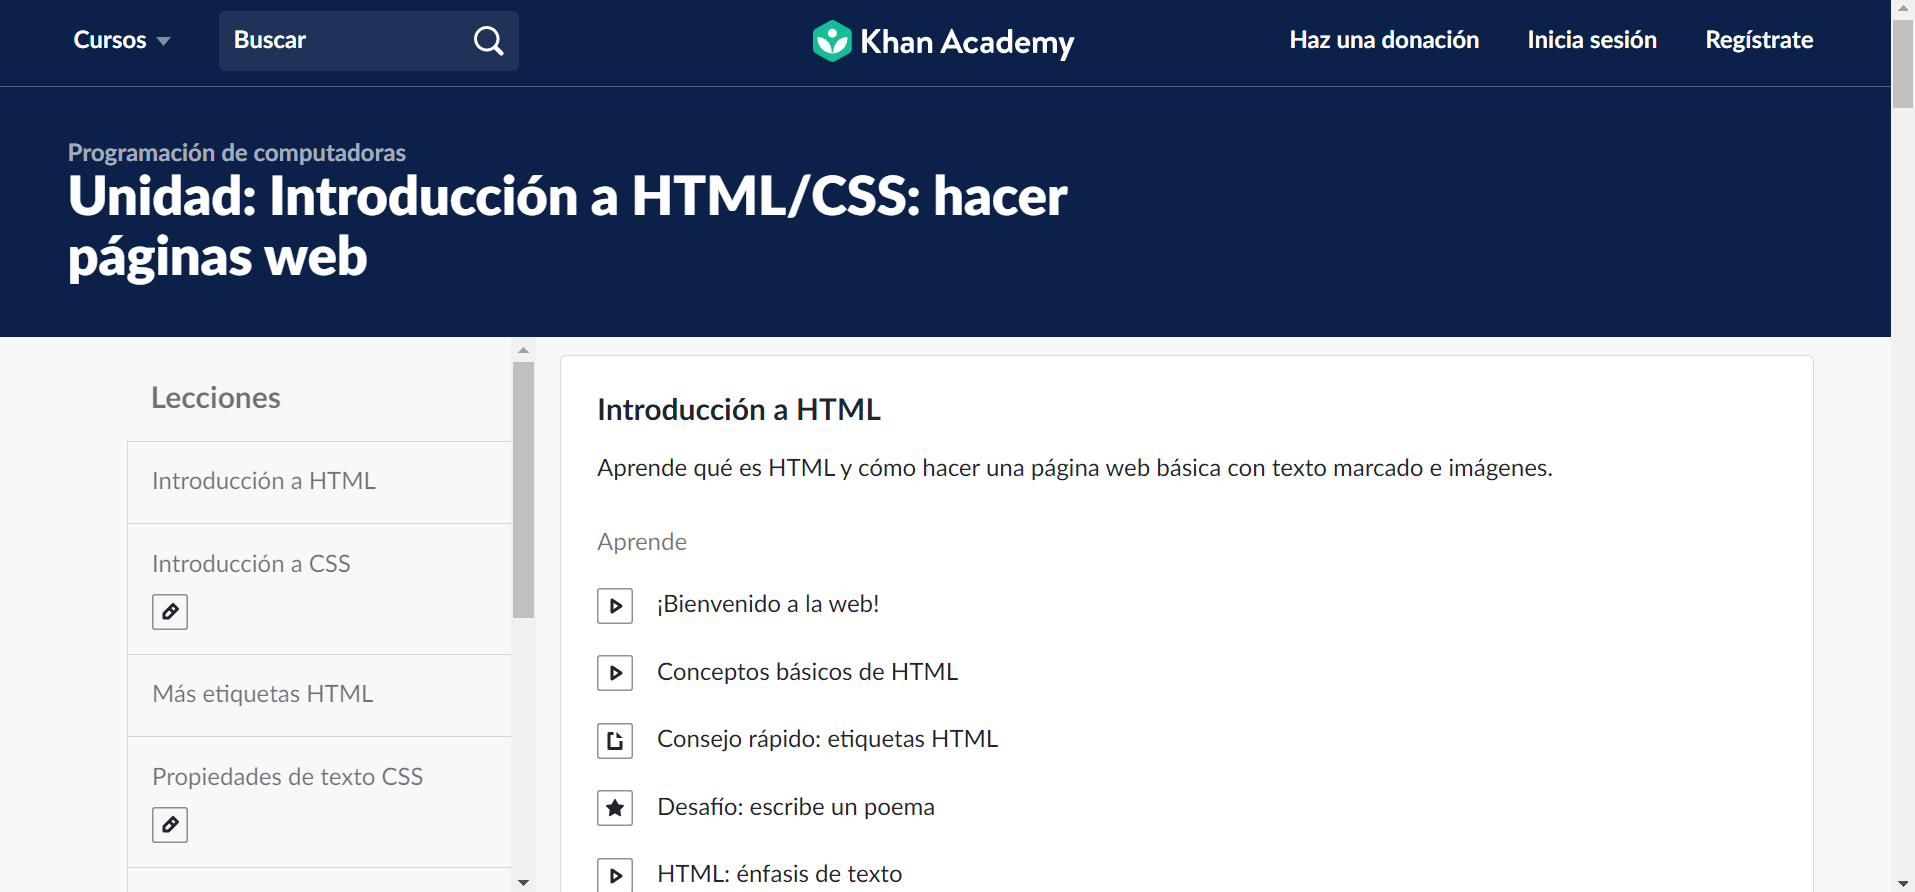 Cursos
Buscar
Khan Academy
Haz una donación
Inicia sesión
Regístrate
Programación de computadoras
Unidad: Introducción a HTML/CSS: hacer
páginas web
Lecciones
Introducción a HTML
Introducción a CSS
Más etiquetas HTML
Propiedades de texto CSS
Introducción a HTML
Aprende qué es HTML y cómo hacer una página web básica con texto marcado e imágenes.
Aprende
¡Bienvenido a la web!
Conceptos básicos de HTML
Consejo rápido: etiquetas HTML
Desafío: escribe un poema
HTML: énfasis de texto